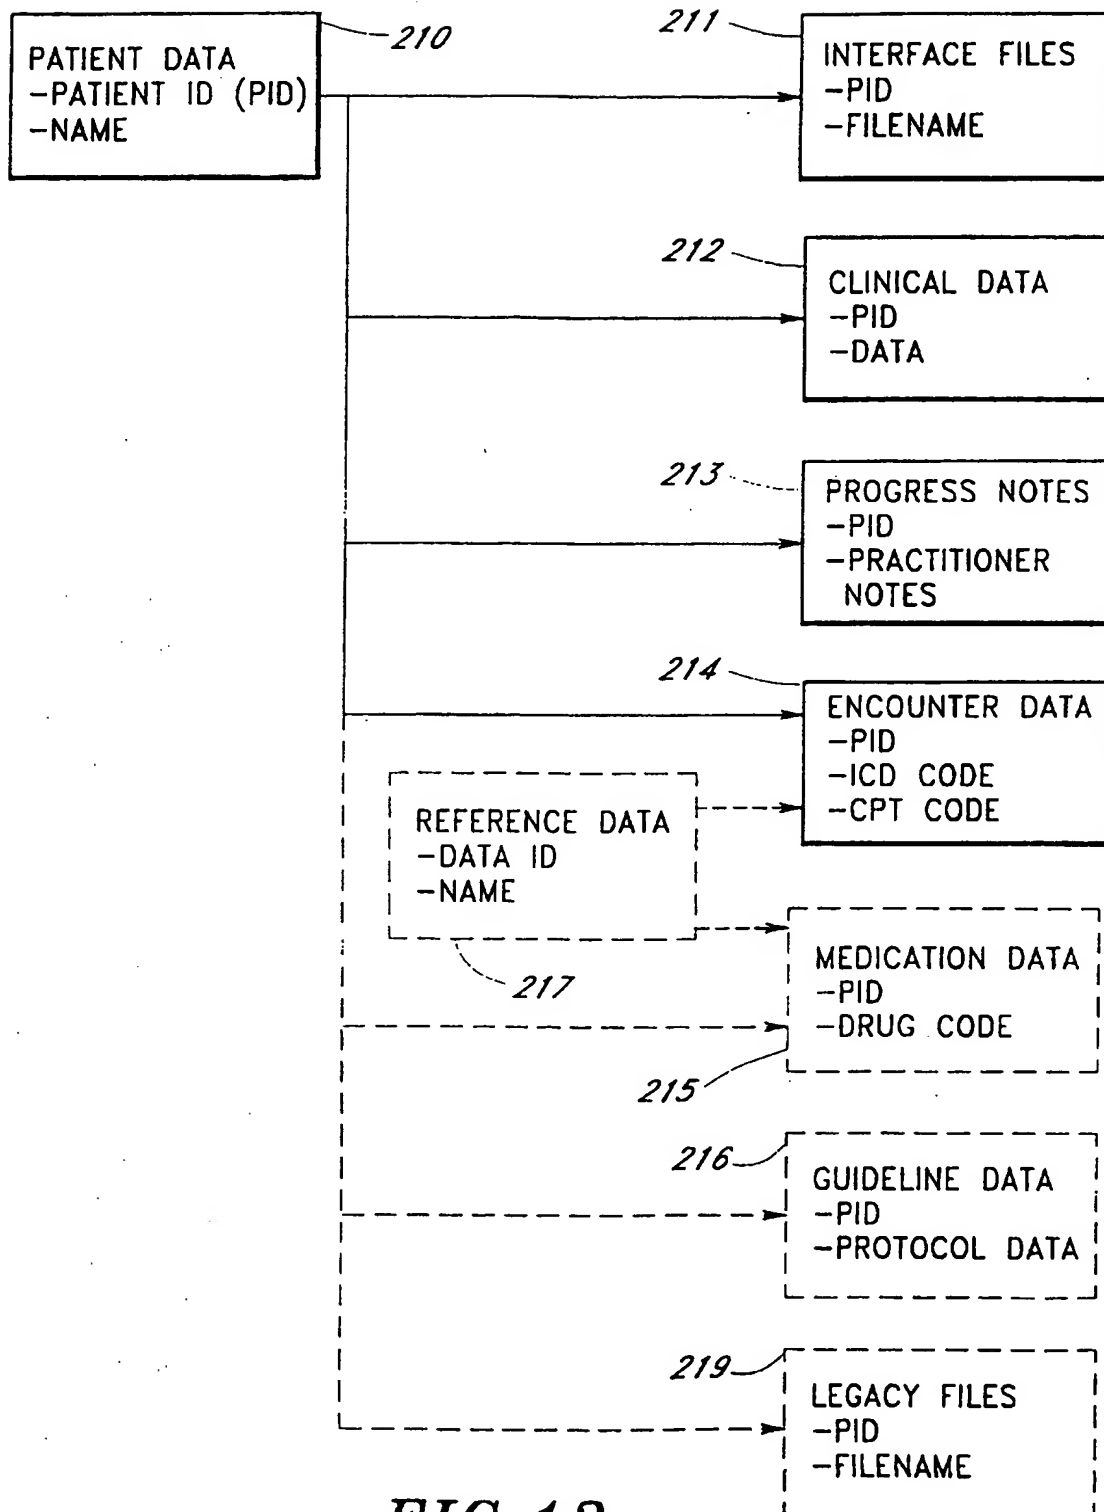 210
PATIENT DATA
-PATIENT ID (PID)
-NAME
211
INTERFACE FILES
-PID
-FILENAME
212
CLINICAL DATA
-PID
-DATA
213
PROGRESS NOTES
-PID
-PRACTITIONER
NOTES
214
ENCOUNTER DATA
-PID
-ICD CODE
-CPT CODE
REFERENCE DATA
-DATA ID
-NAME
217
MEDICATION DATA
-PID
-DRUG CODE
215
216
GUIDELINE DATA
-PID
-PROTOCOL DATA
219
LEGACY FILES
-PID
-FILENAME